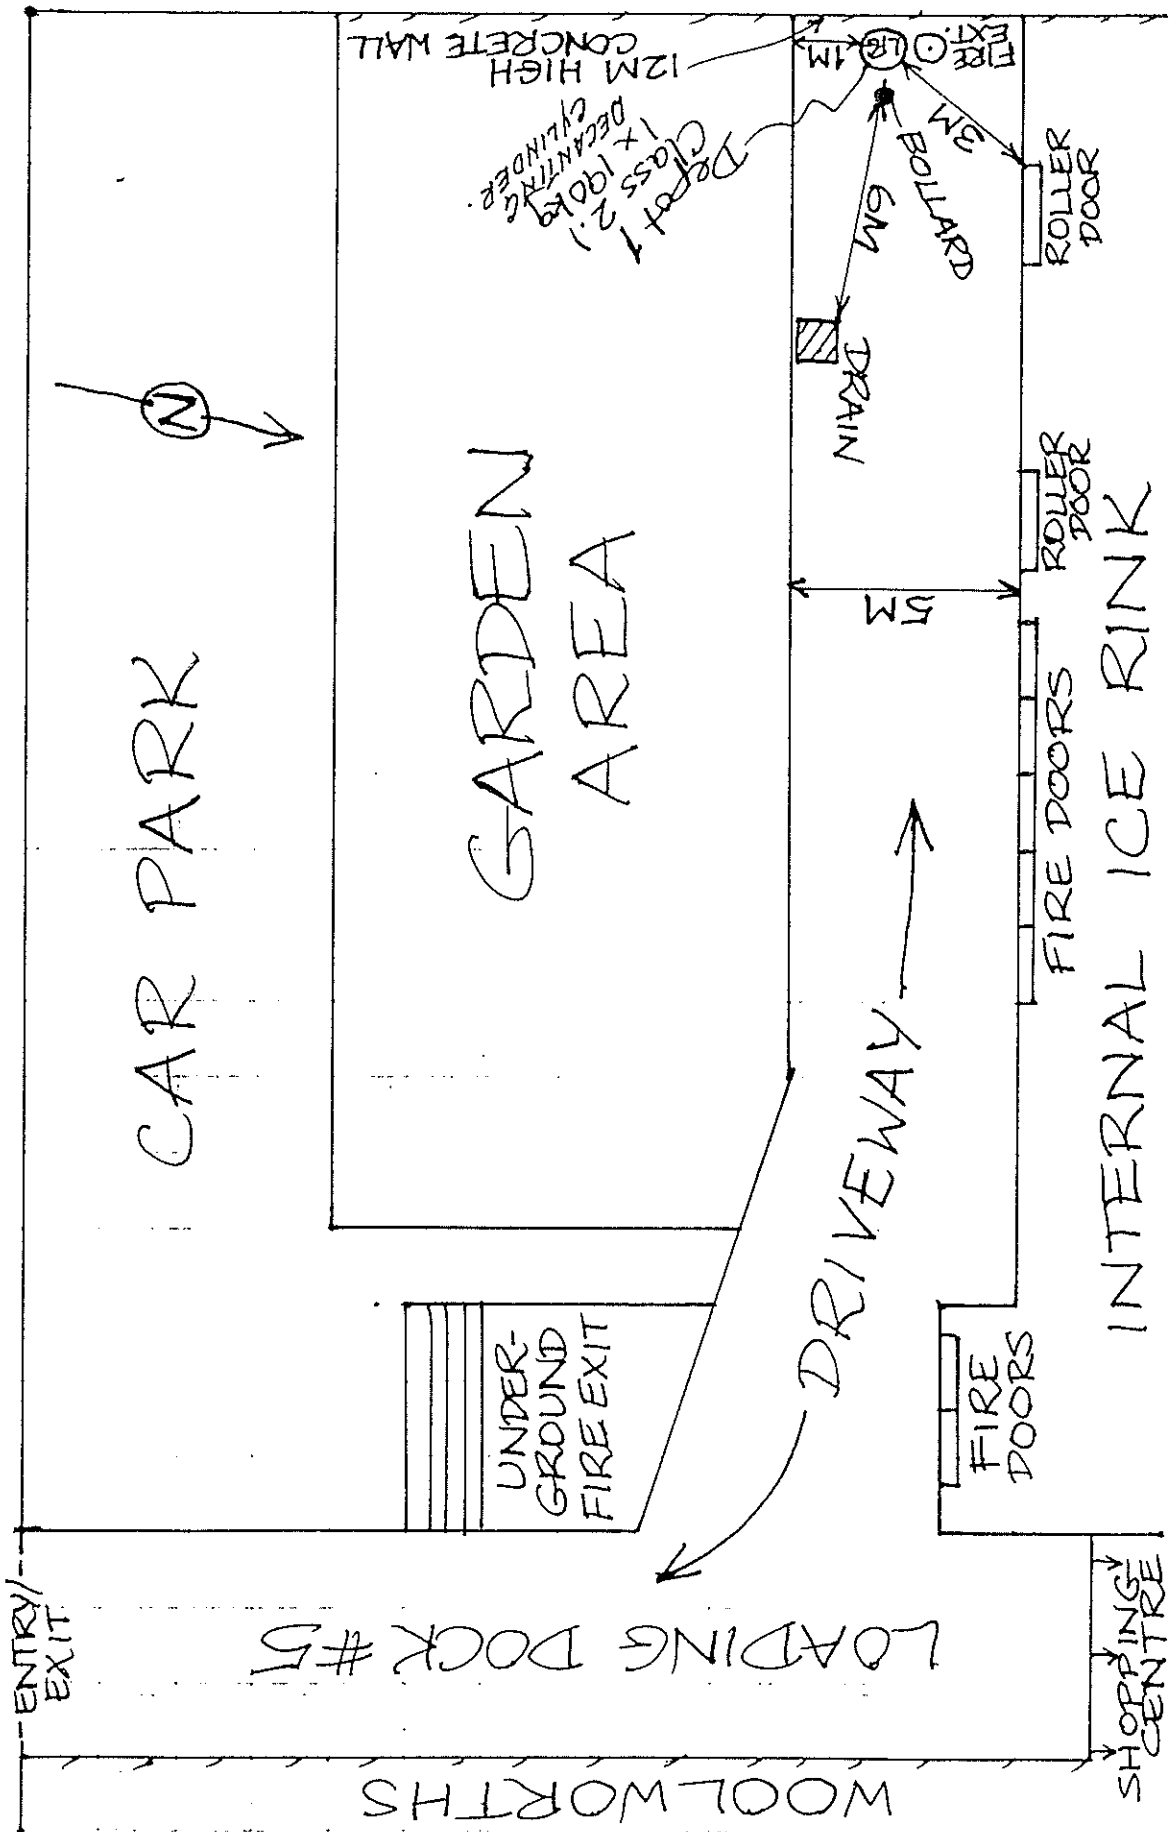 ENTRY/
EXIT
CAR PARK
N
GARDEN
AREA
12M HIGH
CONCRETE WALL
Depot 1
Class 2.1
1 x 190kg
DECANTING
CYLINDER.
1M
LPG
FIRE
EXT.
3M
BOLLARD
6M
DRAIN
5M
ROLLER
DOOR
ROLLER
DOOR
FIRE DOORS
INTERNAL ICE RINK
DRIVEWAY
UNDER-
GROUND
FIRE EXIT
FIRE
DOORS
LOADING DOCK #5
SHOPPING
CENTRE
WOOLWORTHS